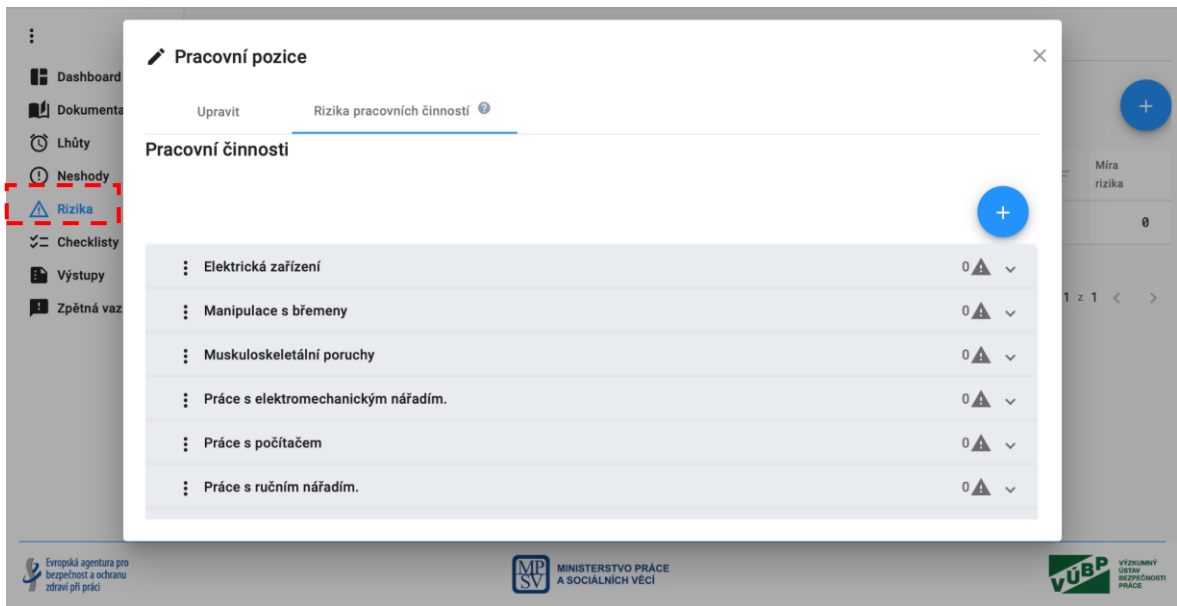 Pracovní pozice
Dashboard
Upravit
Rizika pracovních činností
Dokumenta
Lhůty
Pracovní činnosti
Neshody
Míra
rizika
Rizika
0
Checklisty
Elektrická zařízení 0
Výstupy
Zpětná vaz
1 z 1
Manipulace s břemeny 0
Muskuloskeletální poruchy 0
Práce s elektromechanickým nářadím. 0
Práce s počítačem 0
Práce s ručním nářadím. 0
Evropská agentura pro
bezpečnost a ochranu
zdraví při práci
MP
SV
MINISTERSTVO PRÁCE
A SOCIÁLNÍCH VĚCÍ
VÚBP
VÝZKUMNÝ
ÚSTAV
BEZPEČNOSTI
PRÁCE